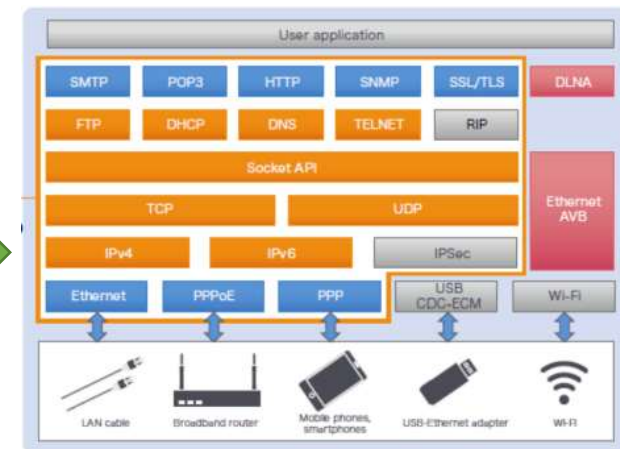 User application
SMTP POP3 HTTP SNMP SSL/TLS DLNA
FTP DHCP DNS TELNET RIP
Socket API
TCP UDP
Ethernet
AVB
IPv4 IPv6 IPSec
Ethernet PPPoE PPP USB
CDC-ECM Wi-Fi
LAN cable Broadband router Mobile phones,
smartphones USB-Ethernet adapter Wi-Fi